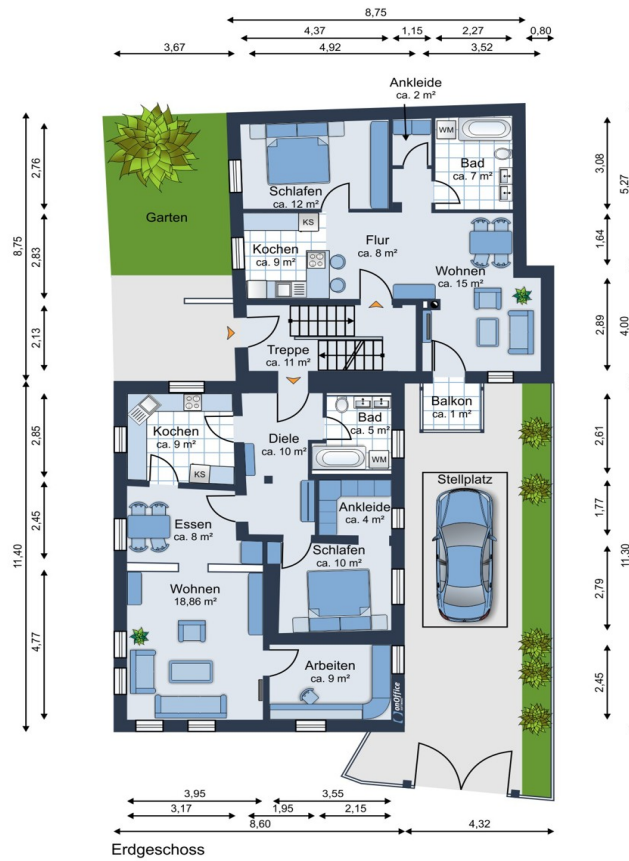 8,75
4,37
1,15
2,27
0,80
3,67
4,92
3,52
Ankleide
ca. 2 m²
WM
Bad
ca. 7 m²
Schlafen
ca. 12 m²
Garten
KS
Kochen
ca. 9 m²
Flur
ca. 8 m²
Wohnen
ca. 15 m²
Treppe
ca. 11 m²
Balkon
ca. 1 m²
8,75
2,76
2,83
2,13
3,08
5,27
1,64
2,89
4,00
Kochen
ca. 9 m²
KS
Diele
ca. 10 m²
Bad
ca. 5 m²
WM
Stellplatz
Essen
ca. 8 m²
Ankleide
ca. 4 m²
Schlafen
ca. 10 m²
Wohnen
18,86 m²
Arbeiten
ca. 9 m²
onOffice
11,40
2,85
2,45
4,77
2,61
1,77
11,30
2,79
2,45
3,95
3,55
3,17
1,95
2,15
8,60
4,32
Erdgeschoss